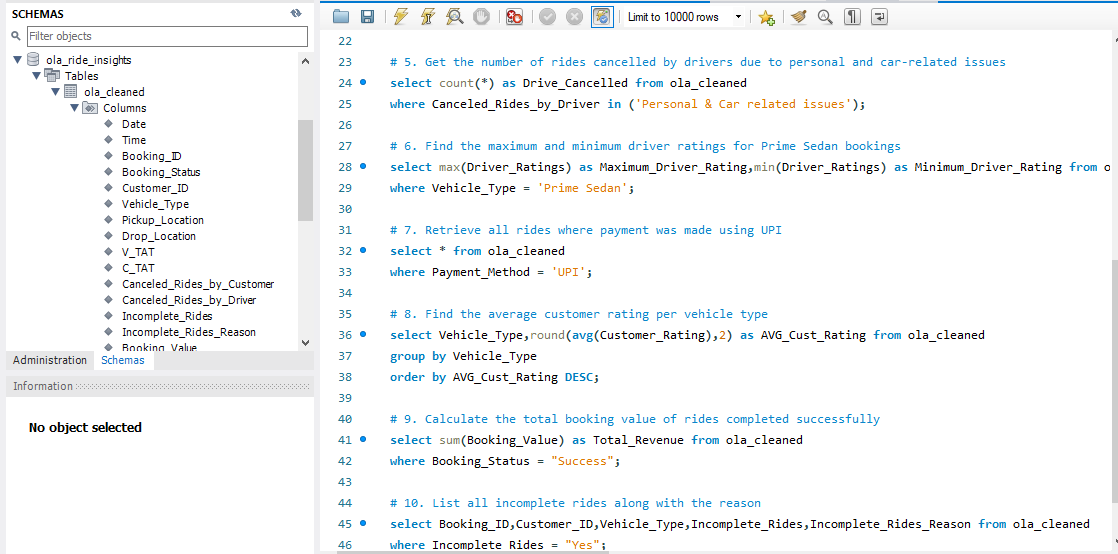 SCHEMAS
Filter objects
ola_ride_insights
Tables
ola_cleaned
Columns
Date
Time
Booking_ID
Booking_Status
Customer_ID
Vehicle_Type
Pickup_Location
Drop_Location
V_TAT
C_TAT
Canceled_Rides_by_Customer
Canceled_Rides_by_Driver
Incomplete_Rides
Incomplete_Rides_Reason
Booking_Value
Administration Schemas
Information
No object selected
Limit to 10000 rows
22
23 # 5. Get the number of rides cancelled by drivers due to personal and car-related issues
24 select count(*) as Drive_Cancelled from ola_cleaned
25 where Canceled_Rides_by_Driver in ('Personal & Car related issues');
26
27 # 6. Find the maximum and minimum driver ratings for Prime Sedan bookings
28 select max(Driver_Ratings) as Maximum_Driver_Rating,min(Driver_Ratings) as Minimum_Driver_Rating from o
29 where Vehicle_Type = 'Prime Sedan';
30
31 # 7. Retrieve all rides where payment was made using UPI
32 select * from ola_cleaned
33 where Payment_Method = 'UPI';
34
35 # 8. Find the average customer rating per vehicle type
36 select Vehicle_Type,round(avg(Customer_Rating),2) as AVG_Cust_Rating from ola_cleaned
37 group by Vehicle_Type
38 order by AVG_Cust_Rating DESC;
39
40 # 9. Calculate the total booking value of rides completed successfully
41 select sum(Booking_Value) as Total_Revenue from ola_cleaned
42 where Booking_Status = "Success";
43
44 # 10. List all incomplete rides along with the reason
45 select Booking_ID,Customer_ID,Vehicle_Type,Incomplete_Rides,Incomplete_Rides_Reason from ola_cleaned
46 where Incomplete_Rides = "Yes";